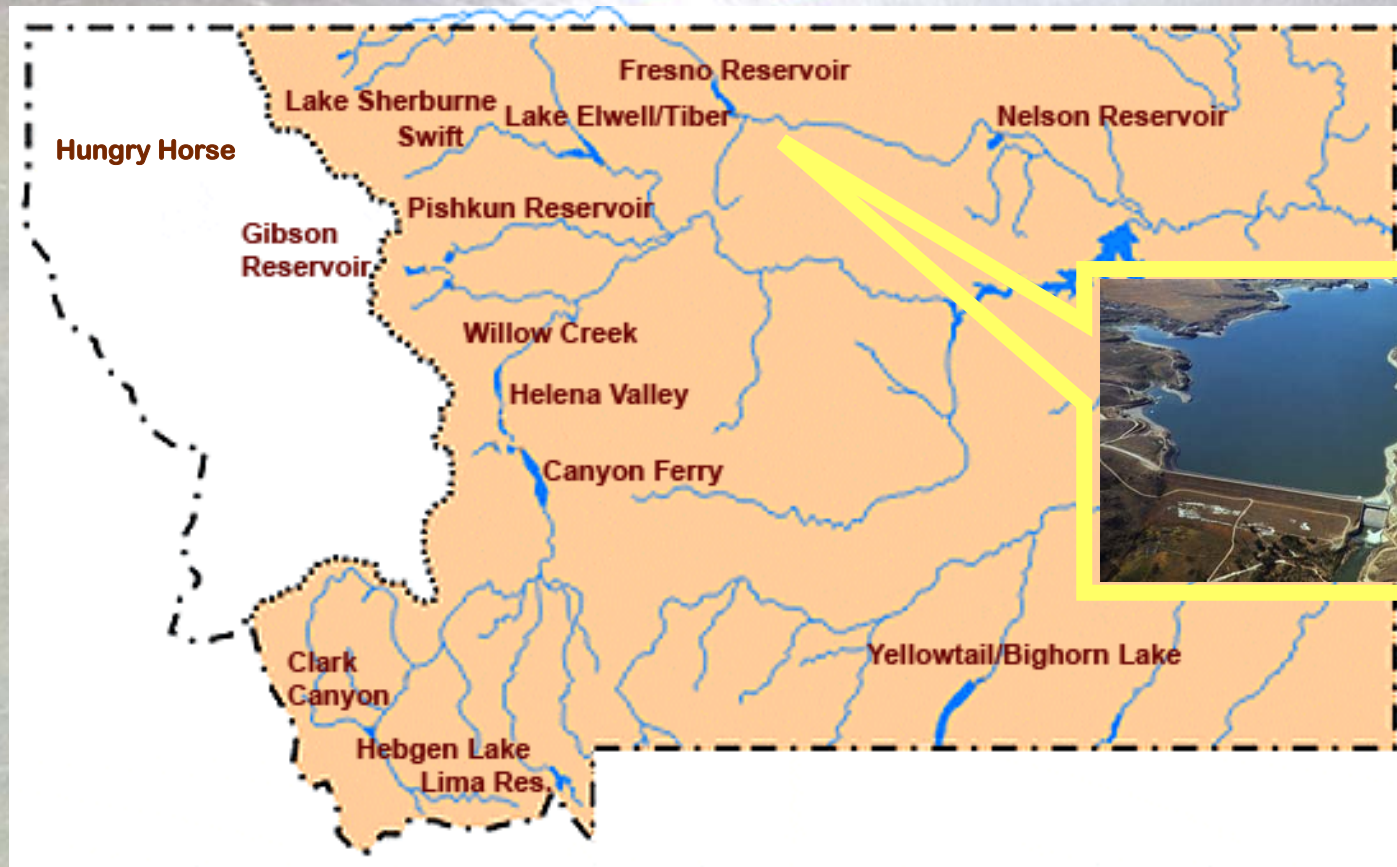 Fresno Reservoir
Lake Sherburne
Swift
Lake Elwell/Tiber
Nelson Reservoir
Hungry Horse
Pishkun Reservoir
Gibson
Reservoir
Willow Creek
Helena Valley
Canyon Ferry
Clark
Canyon
Yellowtail/Bighorn Lake
Hebgen Lake
Lima Res.